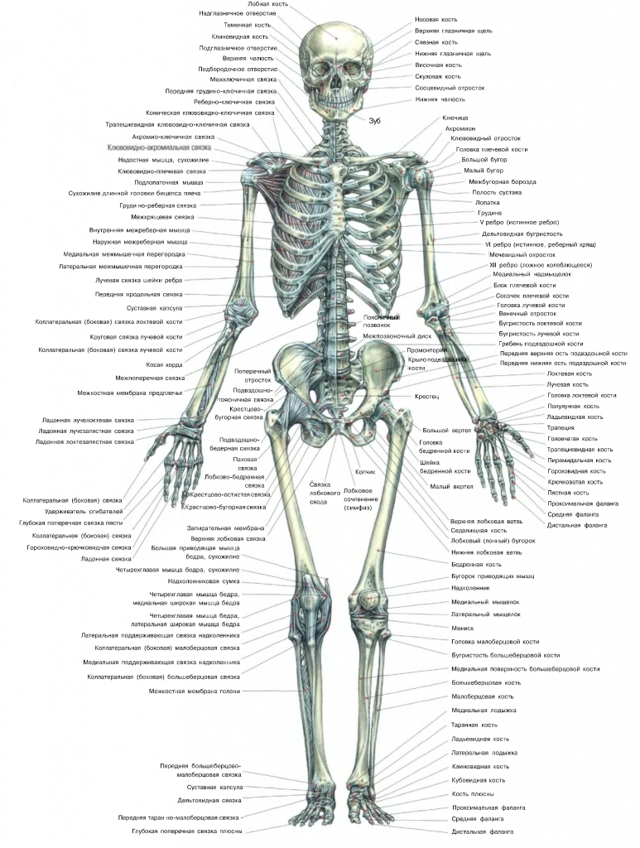 Лобная кость
Надглазничное отверстие
Теменная кость
Клиновидная кость
Подглазничное отверстие
Верхняя челюсть
Подбородочное отверстие
Межключичная связка
Передняя грудино-ключичная связка
Реберно-ключичная связка
Коническая клювовидно-ключичная связка
Трапециевидная клювовидно-ключичная связка
Акромио-ключичная связка
Клювовидно-акромиальная связка
Надостная мышца, сухожилие
Клювовидно-плечевая связка
Подлопаточная мышца
Сухожилие длинной головки бицепса плеча
Грудино-реберная связка
Межхрящевая связка
Внутренняя межреберная мышца
Наружная межреберная мышца
Медиальная межмышечная перегородка
Латеральная межмышечная перегородка
Лучевая связка шейки ребра
Передняя продольная связка
Суставная капсула
Коллатеральная (боковая) связка локтевой кости
Круговая связка лучевой кости
Коллатеральная (боковая) связка лучевой кости
Косая хорда
Межпоперечная связка
Межкостная мембрана предплечья
Ладонная лучелоктевая связка
Ладонная лучезапястная связка
Ладонная локтезапястная связка
Коллатеральная (боковая) связка
Удерживатель сгибателей
Глубокая поперечная связка пясти
Коллатеральная (боковая) связка
Гороховидно-крючковидная связка
Ладонная связка
Поперечный
отросток
Подвздошно-
поясничная связка
Крестцово-
бугорная связка
Подвздошно-
бедерная связка
Паховая
связка
Лобково-бедренная
связка
Крестцово-остистая связка
Крестцово-бугорная связка
Запирательная мембрана
Верхняя лобковая связка
Большая приводящая мышца
бедра, сухожилие
Четырехглавая мышца бедра, сухожилие
Надколенниковая сумка
Четырехглавая мышца бедра,
медиальная широкая мышца бедра
Четырехглавая мышца бедра,
латеральная широкая мышца бедра
Латеральная поддерживающая связка надколенника
Коллатеральная (боковая) малоберцовая связка
Медиальная поддерживающая связка надколенника
Коллатеральная (боковая) большеберцовая связка
Межкостная мембрана голени
Передняя большеберцово-
малоберцовая связка
Суставная капсула
Дельтовидная связка
Передняя таранно-малоберцовая связка
Глубокая поперечная связка плюсны
Носовая кость
Верхняя глазничная щель
Слезная кость
Нижняя глазничная щель
Височная кость
Скуловая кость
Сосцевидный отросток
Нижняя челюсть
Зуб
Ключица
Акромион
Клювовидный отросток
Головка плечевой кости
Большой бугор
Малый бугор
Межбугорная борозда
Полость сустава
Лопатка
Грудина
V ребро (истинное ребро)
Дельтовидная бугристость
VI ребро (истинное, реберный хрящ)
Мечевидный отросток
XII ребро (ложное колеблющееся)
Медиальный надмыщелок
Блок плечевой кости
Сосочек плечевой кости
Головка лучевой кости
Венечный отросток
Бугристость локтевой кости
Бугристость лучевой кости
Гребень подвздошной кости
Передняя верхняя ость подвздошной кости
Передняя нижняя ость подвздошной кости
Локтевая кость
Лучевая кость
Головка локтевой кости
Полулунная кость
Ладьевидная кость
Трапеция
Головчатая кость
Трапециевидная кость
Пирамидальная кость
Гороховидная кость
Крючковатая кость
Пястная кость
Проксимальная фаланга
Средняя фаланга
Дистальная фаланга
Поясничный
позвонок
Межпозвоночный диск
Промонторий
Крыло подвздошной
кости
Крестец
Большой вертел
Головка
бедренной кости
Шейка
бедренной кости
Малый вертел
Копчик
Связка
лобкового
свода
Лобковое
сочленение
(симфиз)
Верхняя лобковая ветвь
Седалищная кость
Лобковый (лонный) бугорок
Нижняя лобковая ветвь
Бедренная кость
Бугорок приводящих мышц
Надколенник
Медиальный мыщелок
Латеральный мыщелок
Мениск
Головка малоберцовой кости
Бугристость большеберцовой кости
Медиальная поверхность большеберцовой кости
Большеберцовая кость
Малоберцовая кость
Медиальная лодыжка
Таранная кость
Ладьевидная кость
Латеральная лодыжка
Клиновидная кость
Кубовидная кость
Кость плюсны
Проксимальная фаланга
Средняя фаланга
Дистальная фаланга